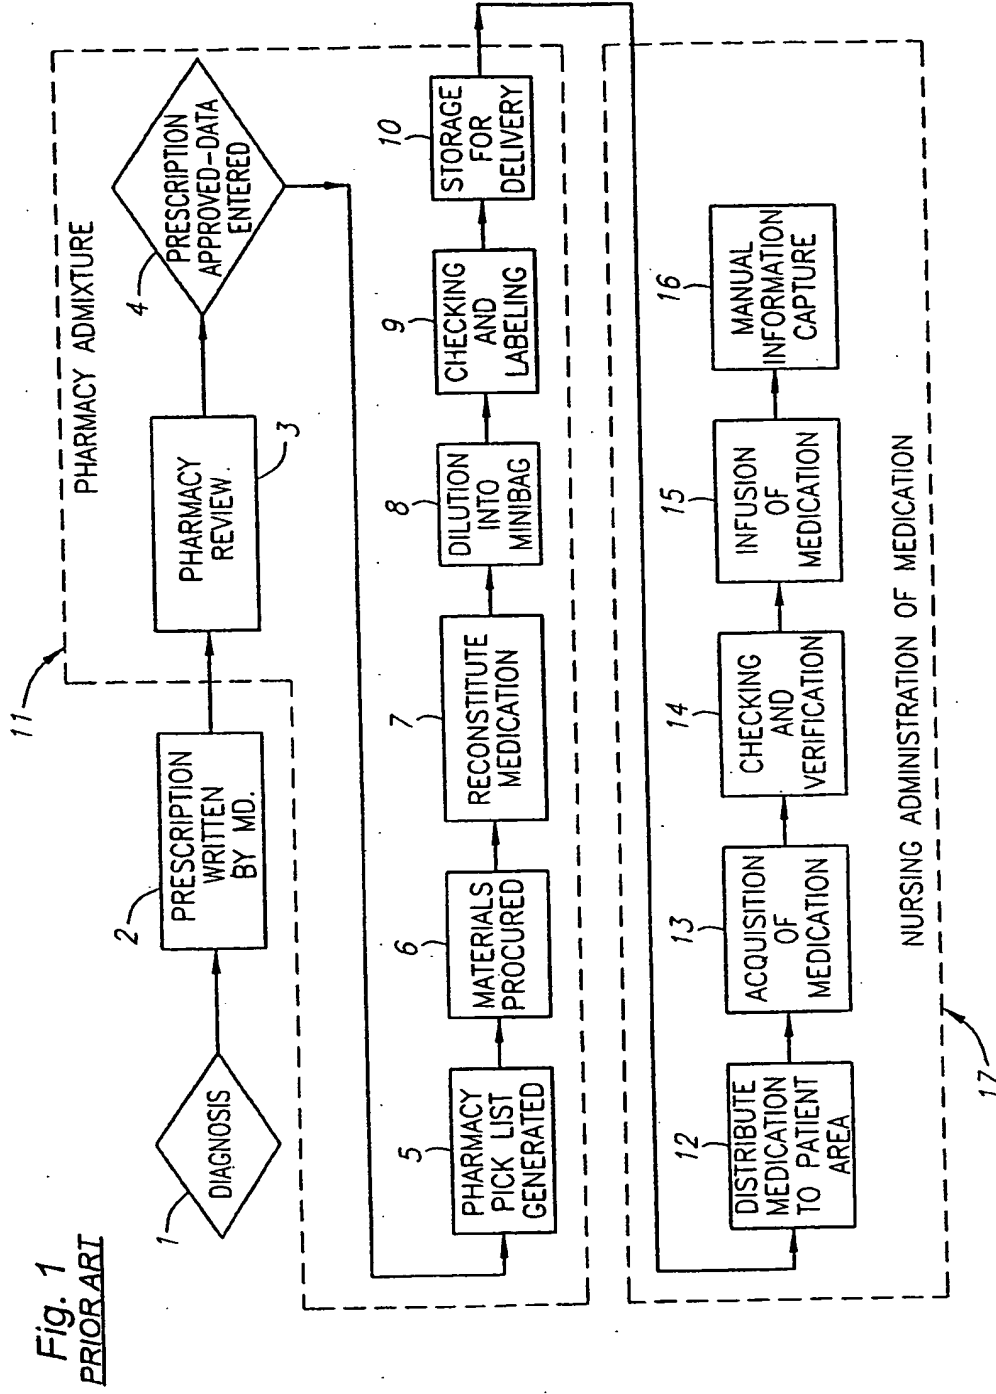 Fig. 1
PRIOR ART
1
DIAGNOSIS
2
PRESCRIPTION
WRITTEN
BY MD.
11
PHARMACY ADMIXTURE
PHARMACY
REVIEW.
3
4
PRESCRIPTION
APPROVED-DATA
ENTERED
5
PHARMACY
PICK LIST
GENERATED
6
MATERIALS
PROCURED
7
RECONSTITUTE
MEDICATION
8
DILUTION
INTO
MINIBAG
9
CHECKING
AND
LABELING
10
STORAGE
FOR
DELIVERY
12
DISTRIBUTE
MEDICATION
TO PATIENT
AREA
13
ACQUISITION
OF
MEDICATION
14
CHECKING
AND
VERIFICATION
15
INFUSION
OF
MEDICATION
16
MANUAL
INFORMATION
CAPTURE
NURSING ADMINISTRATION OF MEDICATION
17